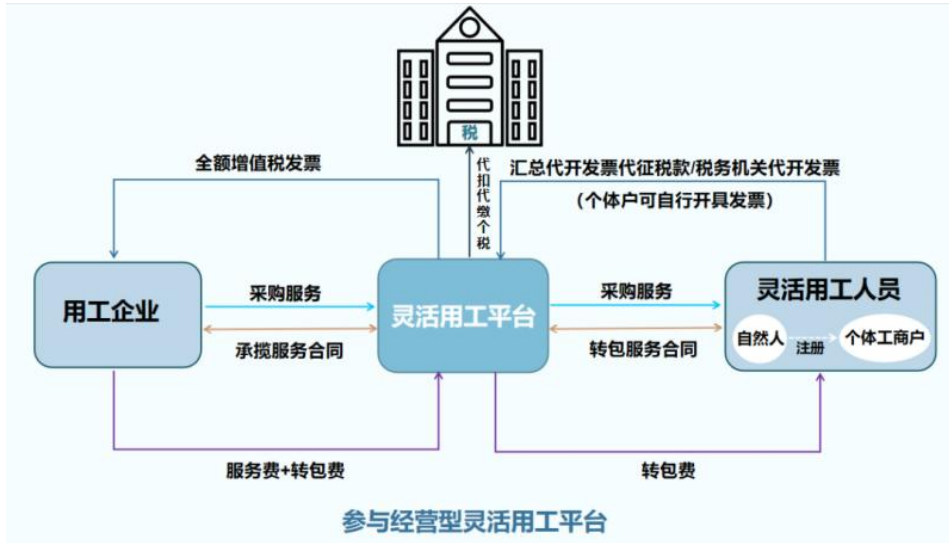 税
全额增值税发票
代扣代缴个税
汇总代开发票代征税款/税务机关代开发票
（个体户可自行开具发票）
用工企业
采购服务
承揽服务合同
灵活用工平台
采购服务
转包服务合同
灵活用工人员
自然人
注册
个体工商户
服务费+转包费
转包费
参与经营型灵活用工平台